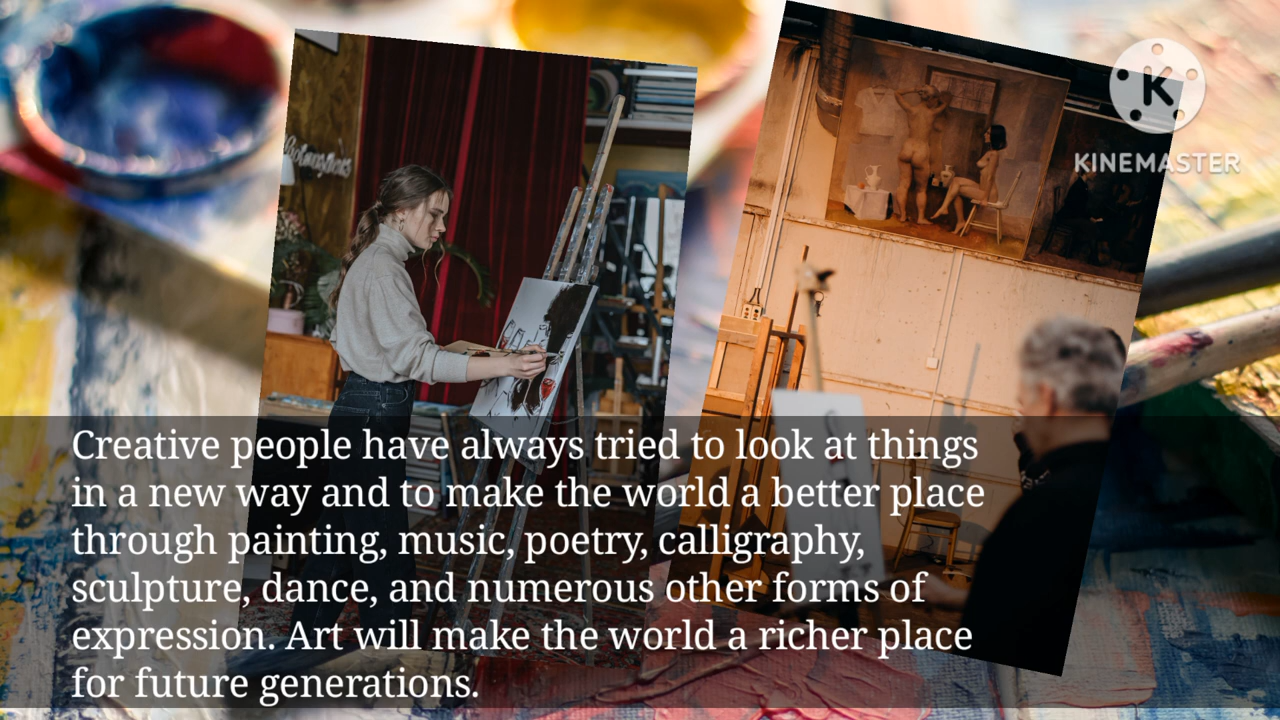 KINEMASTER
Creative people have always tried to look at things
in a new way and to make the world a better place
through painting, music, poetry, calligraphy,
sculpture, dance, and numerous other forms of
expression. Art will make the world a richer place
for future generations.